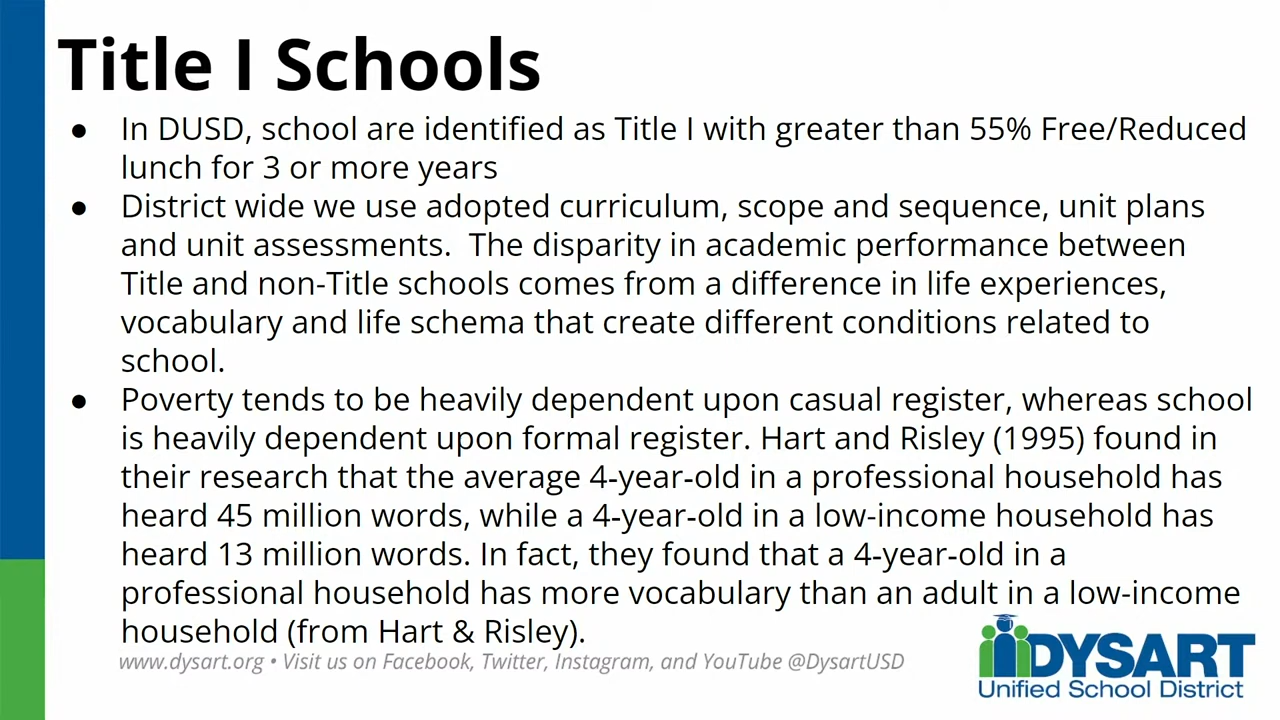 Title I Schools
● In DUSD, school are identified as Title I with greater than 55% Free/Reduced
lunch for 3 or more years
● District wide we use adopted curriculum, scope and sequence, unit plans
and unit assessments.  The disparity in academic performance between
Title and non-Title schools comes from a difference in life experiences,
vocabulary and life schema that create different conditions related to
school.
● Poverty tends to be heavily dependent upon casual register, whereas school
is heavily dependent upon formal register. Hart and Risley (1995) found in
their research that the average 4-year-old in a professional household has
heard 45 million words, while a 4-year-old in a low-income household has
heard 13 million words. In fact, they found that a 4-year-old in a
professional household has more vocabulary than an adult in a low-income
household (from Hart & Risley).
www.dysart.org • Visit us on Facebook, Twitter, Instagram, and YouTube @DysartUSD
DYSART
Unified School District